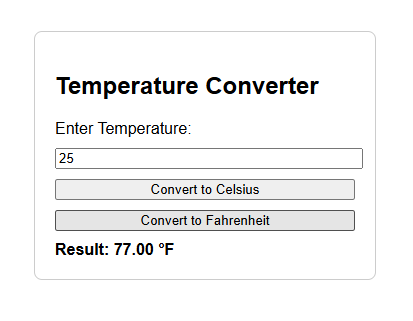 Temperature Converter
Enter Temperature:
25
Convert to Celsius
Convert to Fahrenheit
Result: 77.00 °F